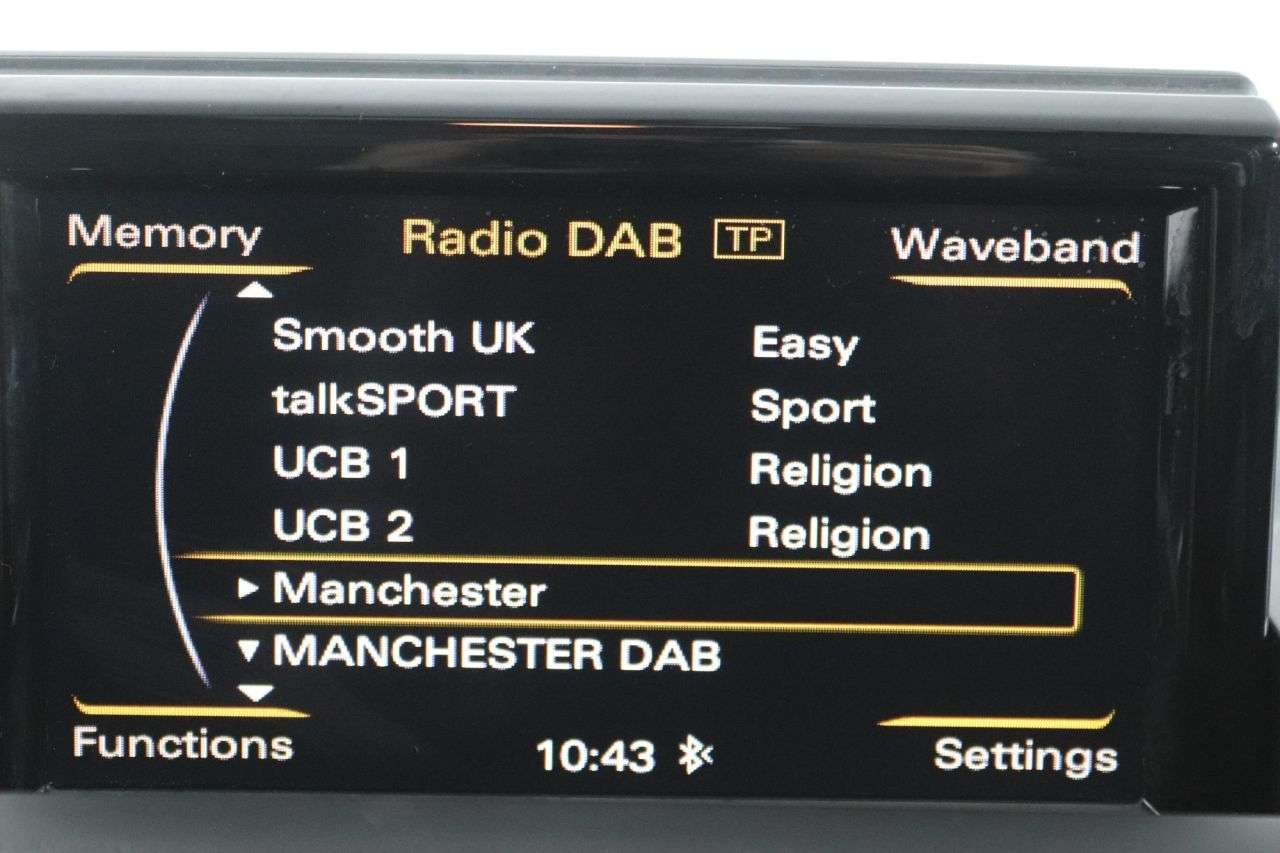 Memory Radio DAB TP Waveband
Smooth UK Easy
talkSPORT Sport
UCB 1 Religion
UCB 2 Religion
Manchester
MANCHESTER DAB
Functions 10:43 Settings